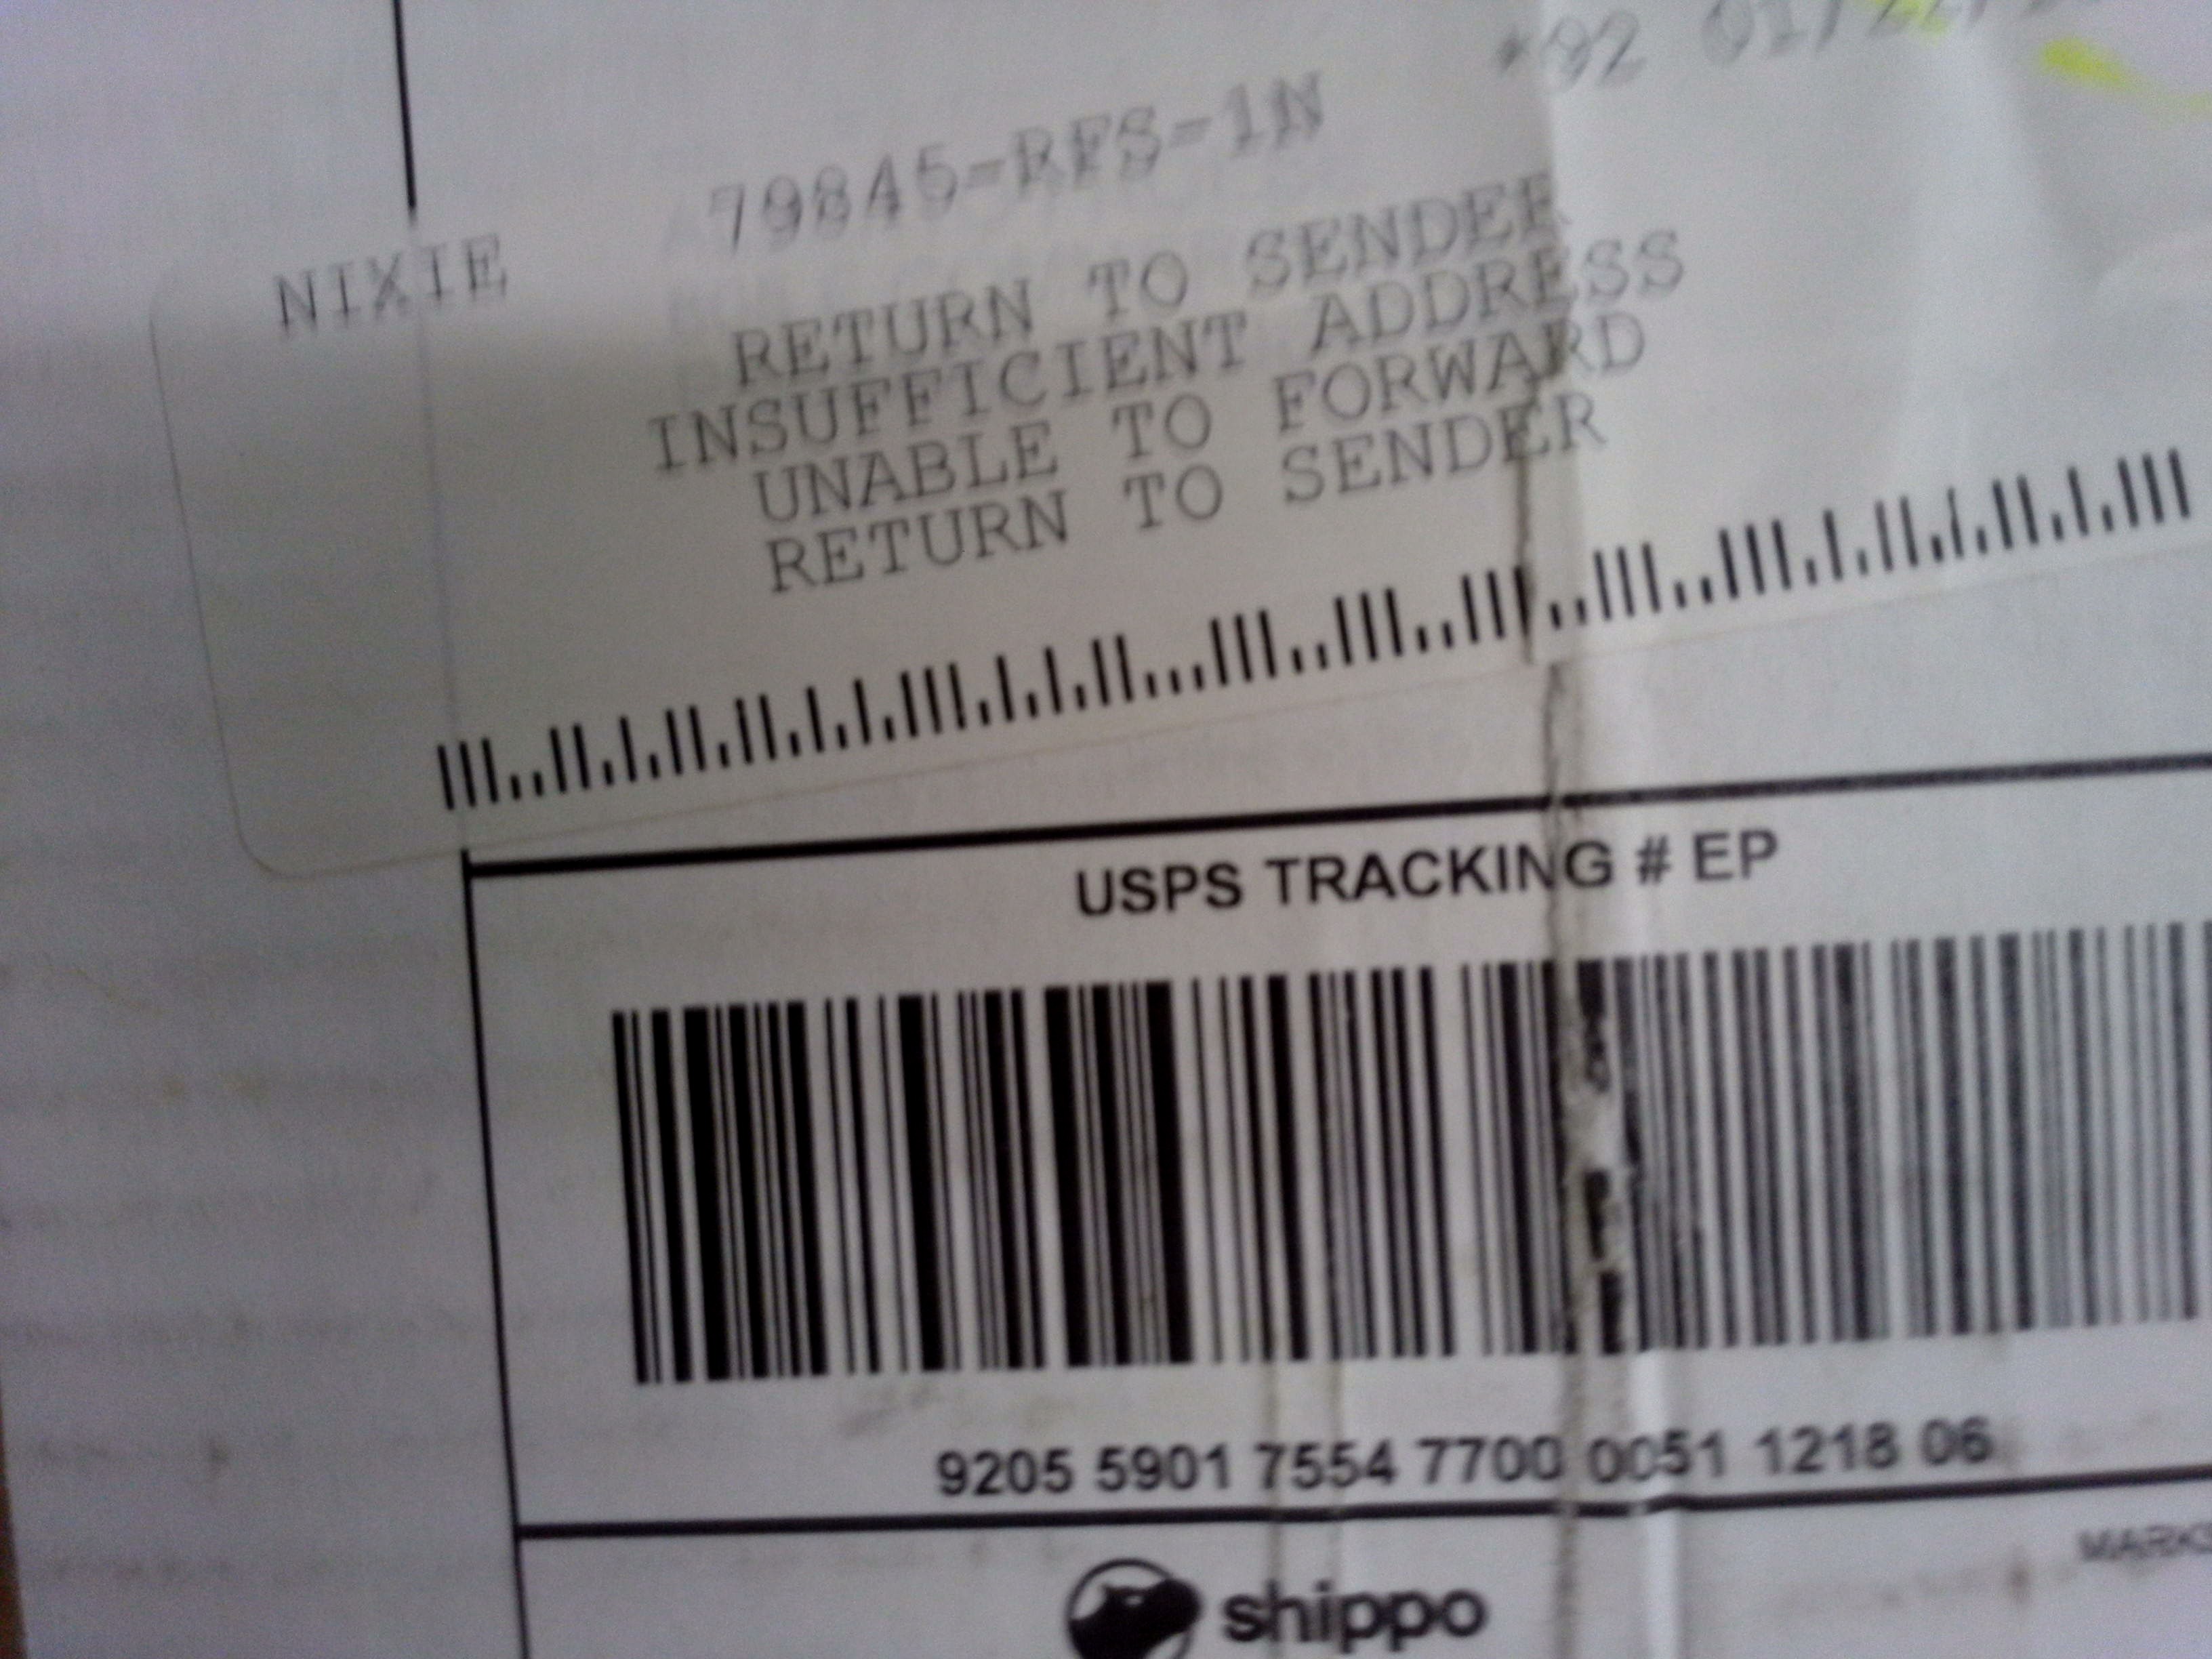 *92
NIXIE 79845-RFS-1N
RETURN TO SENDER
INSUFFICIENT ADDRESS
UNABLE TO FORWARD
RETURN TO SENDER
USPS TRACKING # EP
9205 5901 7554 7700 0051 1218 06
shippo